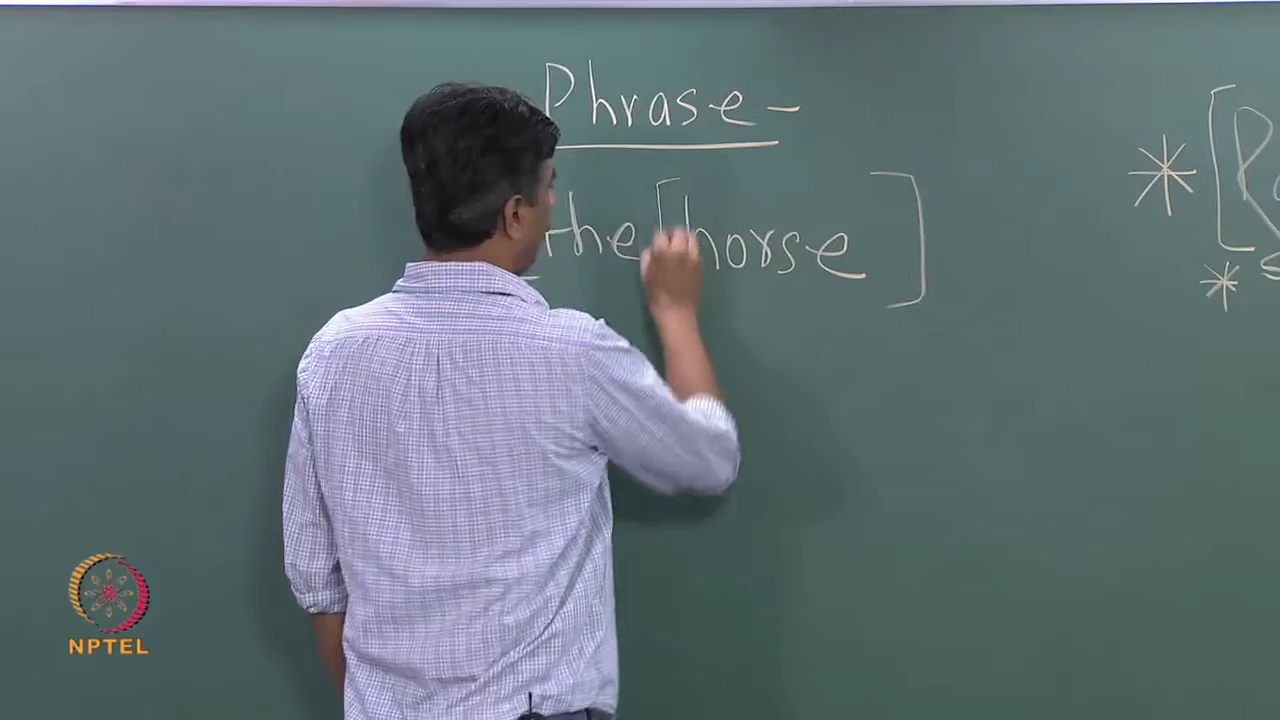 Phrase -
the [horse ]
*[
*
NPTEL